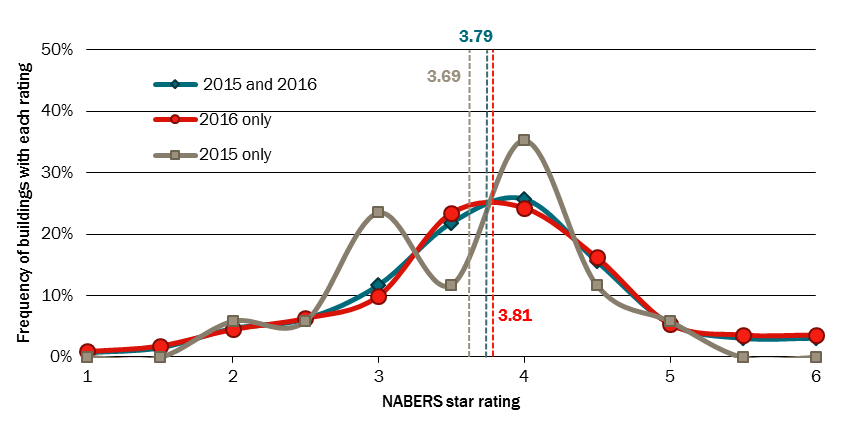 3.79
50%
3.69
2015 and 2016
40%
2016 only
2015 only
30%
20%
10%
3.81
0%
1 2 3 4 5 6
NABERS star rating
Frequency of buildings with each rating